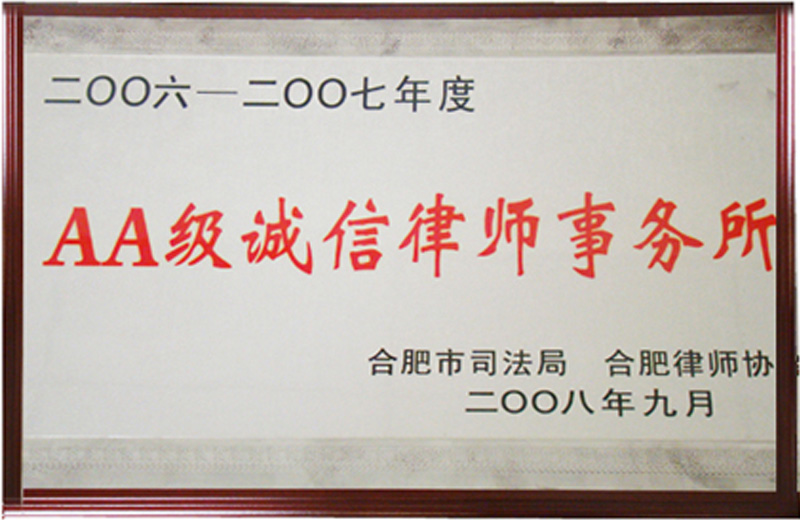 二〇〇六—二〇〇七年度
AA级诚信律师事务所
合肥市司法局 合肥律师协
二〇〇八年九月